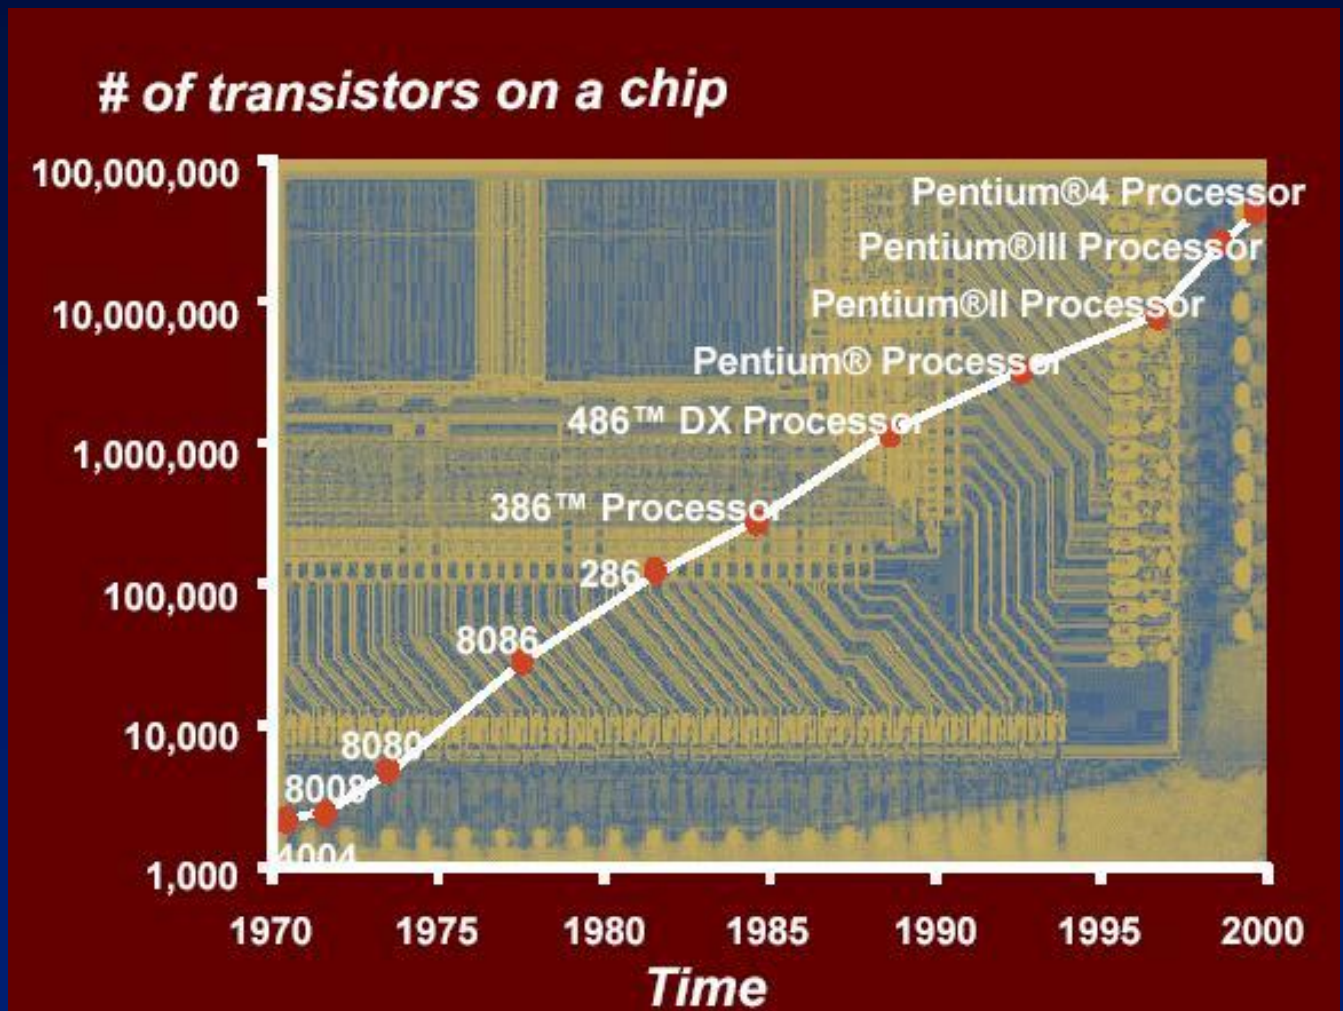 # of transistors on a chip
100,000,000
10,000,000
1,000,000
100,000
10,000
1,000
Pentium®4 Processor
Pentium®III Processor
Pentium®II Processor
Pentium® Processor
486™ DX Processor
386™ Processor
286
8086
8080
8008
4004
1970 1975 1980 1985 1990 1995 2000
Time